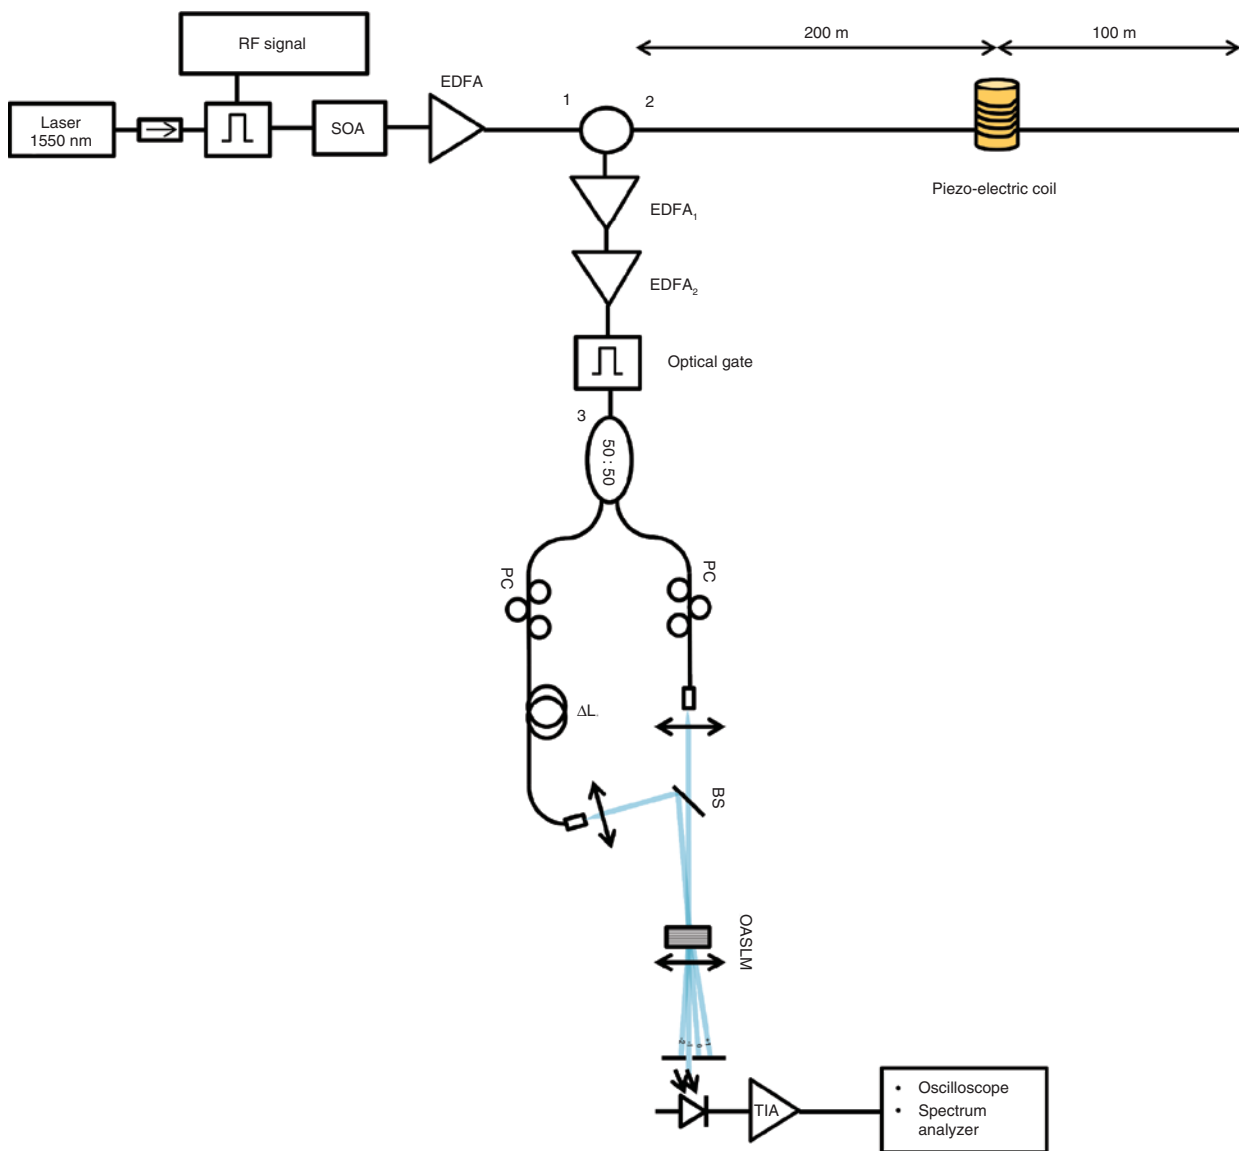 200 m
100 m
RF signal
EDFA
Laser
1550 nm
SOA
1
2
Piezo-electric coil
EDFA1
EDFA2
Optical gate
3
50 : 50
PC
PC
ΔL.
BS
OASLM
TIA
• Oscilloscope
• Spectrum
analyzer